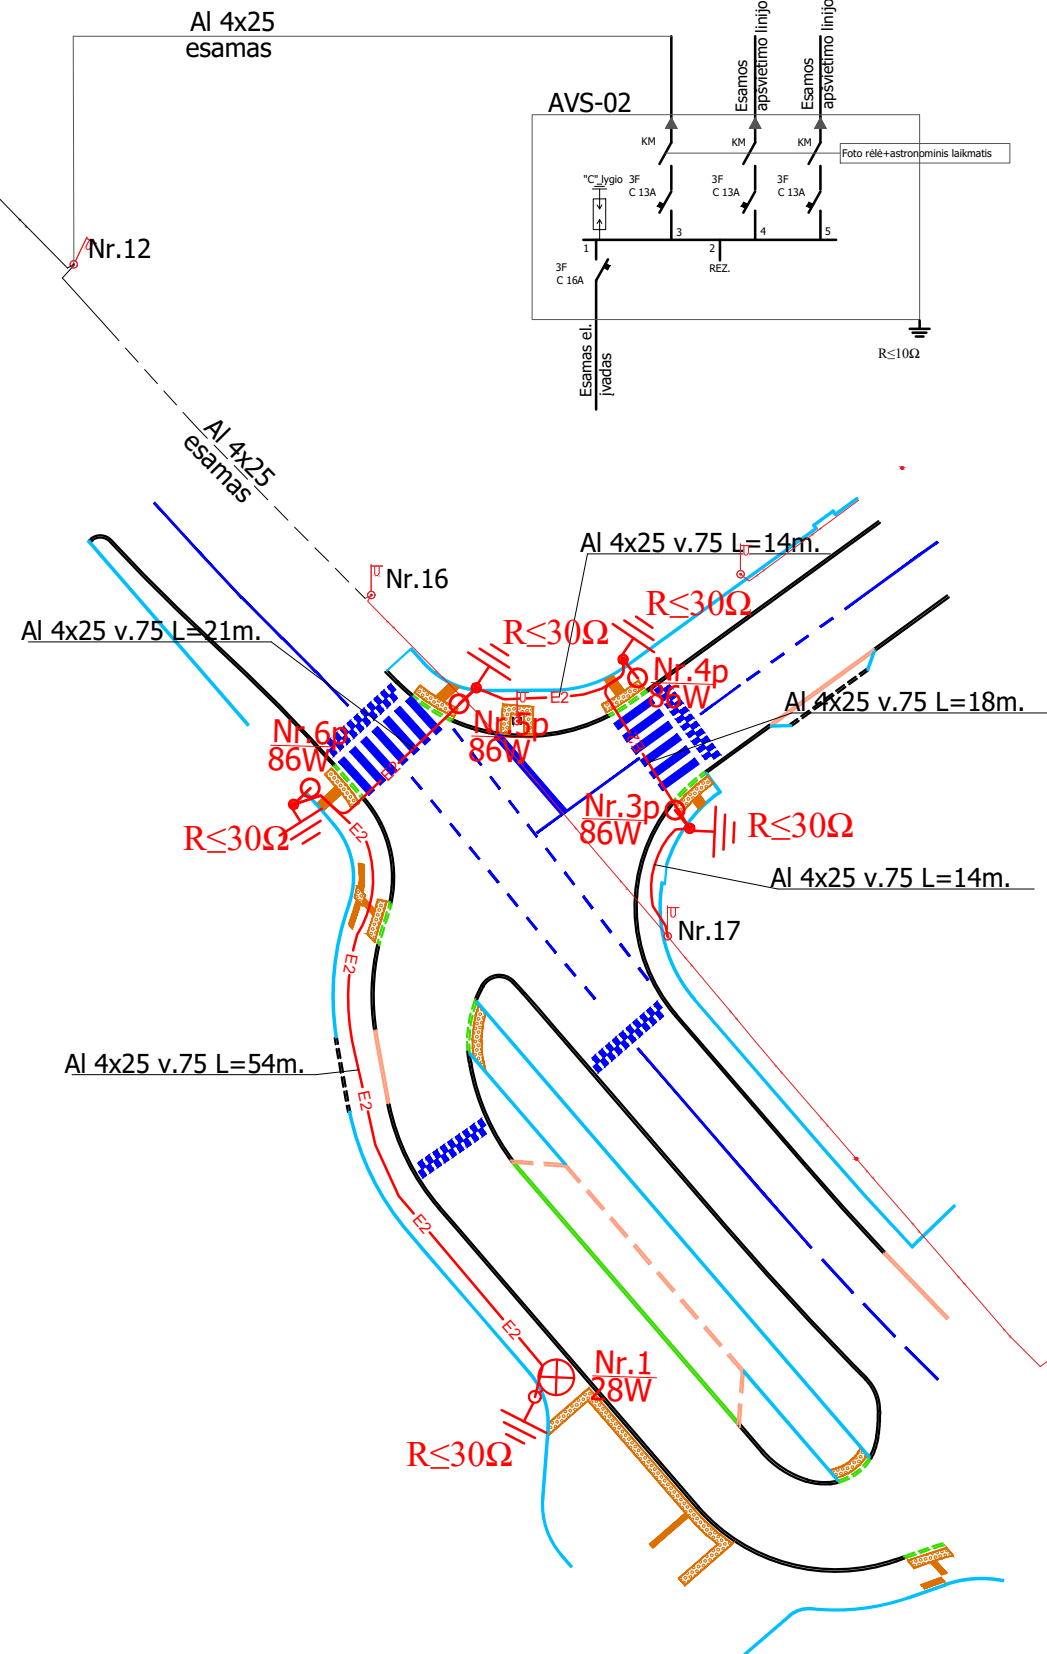 Al 4x25
esamas
Esamos
apšvietimo linijo
Esamos
apšvietimo linijo
AVS-02
KM
KM
KM
Foto rėlė+astronominis laikmatis
"C" lygio
3F
C 13A
3F
C 13A
3F
C 13A
3
4
5
1
2
REZ.
3F
C 16A
Esamas el.
įvadas
R≤10Ω
Nr.12
Al 4x25
esamas
Nr.16
Al 4x25 v.75 L=14m.
R≤30Ω
R≤30Ω
Al 4x25 v.75 L=21m.
Nr.4p
86W
E2
Al 4x25 v.75 L=18m.
Nr.5p
86W
Nr.6p
86W
E2
E2
Nr.3p
86W
R≤30Ω
R≤30Ω
E2
Al 4x25 v.75 L=14m.
Nr.17
E2
Al 4x25 v.75 L=54m.
E2
E2
E2
Nr.1
28W
R≤30Ω